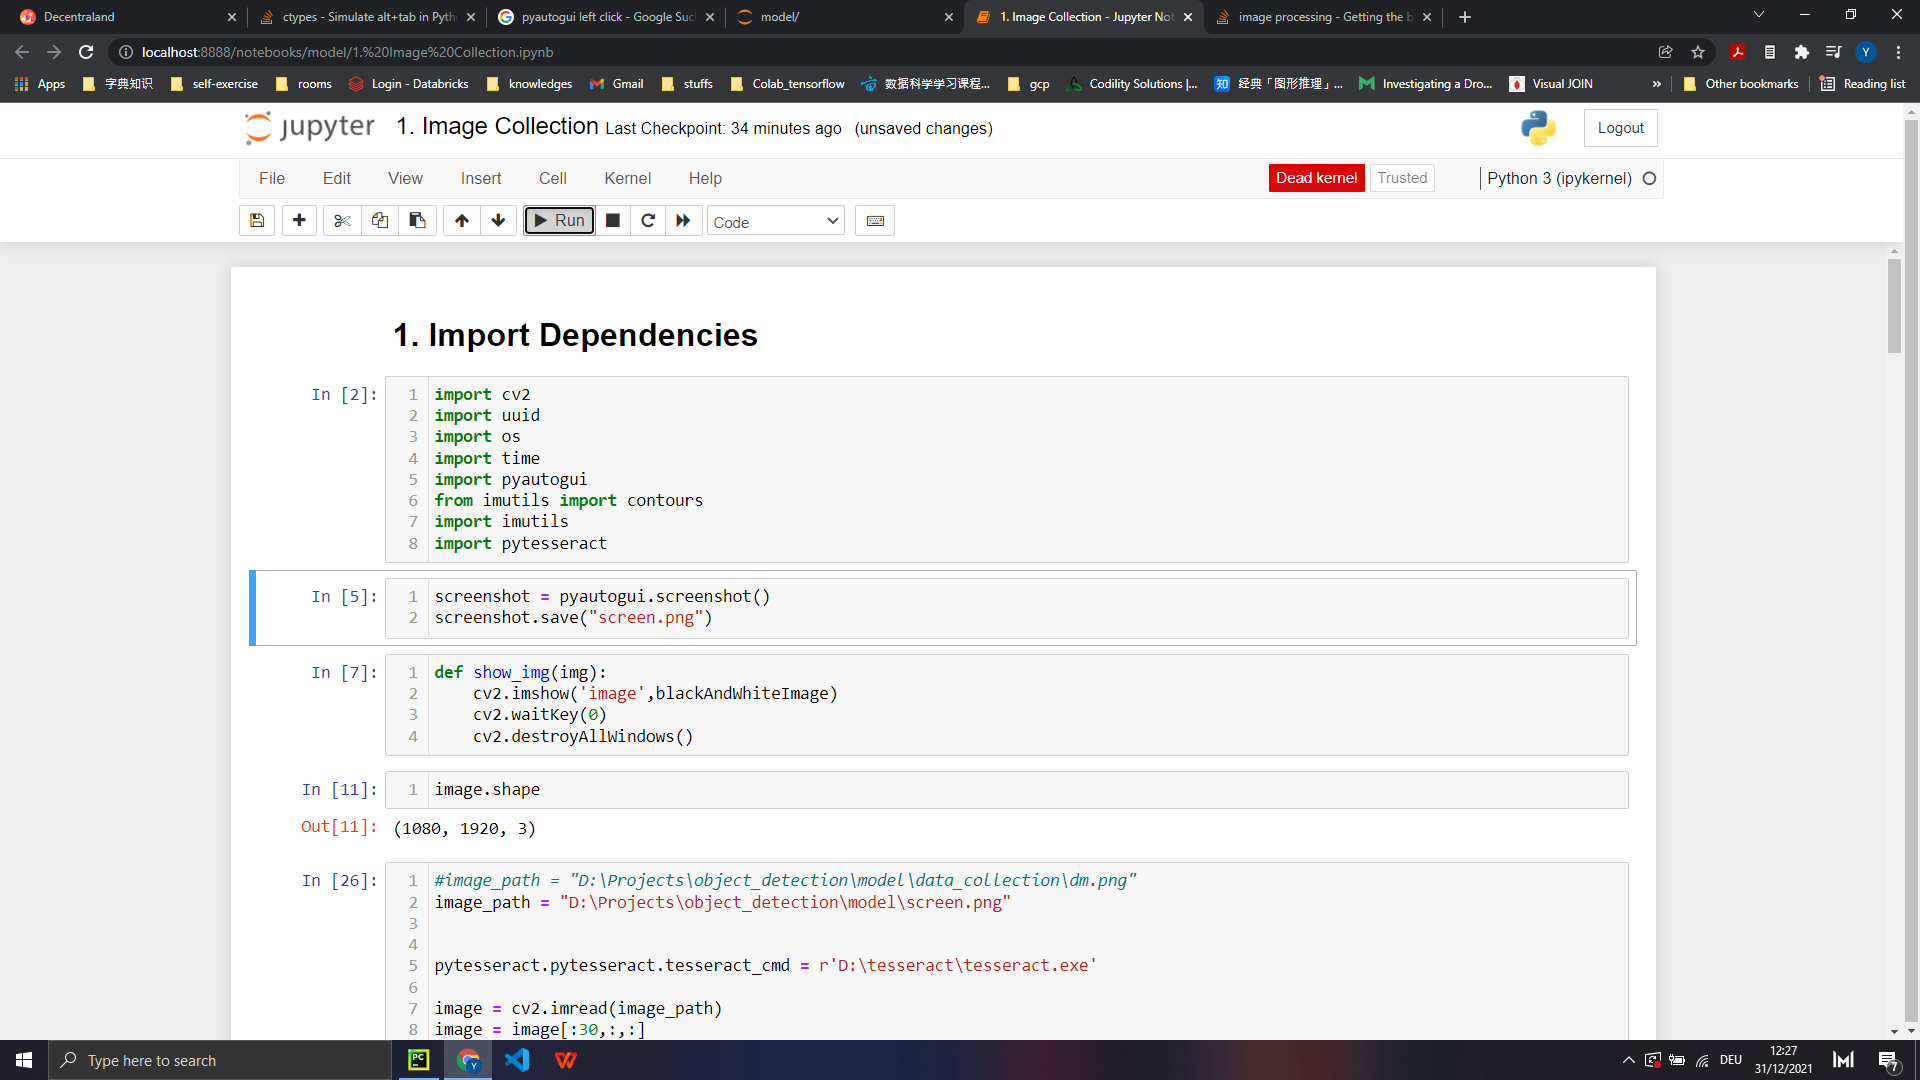 Decentraland
ctypes - Simulate alt+tab in Pyth
pyautogui left click - Google Suc
model/
1. Image Collection - Jupyter Not
image processing - Getting the b
localhost:8888/notebooks/model/1.%20Image%20Collection.ipynb
Y
Apps
字典知识
self-exercise
rooms
Login - Databricks
knowledges
Gmail
stuffs
Colab_tensorflow
数据科学学习课程...
gcp
Codility Solutions |...
知 经典「图形推理」...
Investigating a Dro...
Visual JOIN
»
Other bookmarks
Reading list
jupyter 1. Image Collection Last Checkpoint: 34 minutes ago (unsaved changes)
Logout
File Edit View Insert Cell Kernel Help
Dead kernel Trusted Python 3 (ipykernel)
Run Code
1. Import Dependencies
In [2]:
1 import cv2
2 import uuid
3 import os
4 import time
5 import pyautogui
6 from imutils import contours
7 import imutils
8 import pytesseract
In [5]:
1 screenshot = pyautogui.screenshot()
2 screenshot.save("screen.png")
In [7]:
1 def show_img(img):
2     cv2.imshow('image',blackAndWhiteImage)
3     cv2.waitKey(0)
4     cv2.destroyAllWindows()
In [11]:
1 image.shape
Out[11]: (1080, 1920, 3)
In [26]:
1 #image_path = "D:\Projects\object_detection\model\data_collection\dm.png"
2 image_path = "D:\Projects\object_detection\model\screen.png"
3
4
5 pytesseract.pytesseract.tesseract_cmd = r'D:\tesseract\tesseract.exe'
6
7 image = cv2.imread(image_path)
8 image = image[:30,:,:]
Type here to search
PC
Y
DEU
12:27
31/12/2021
7